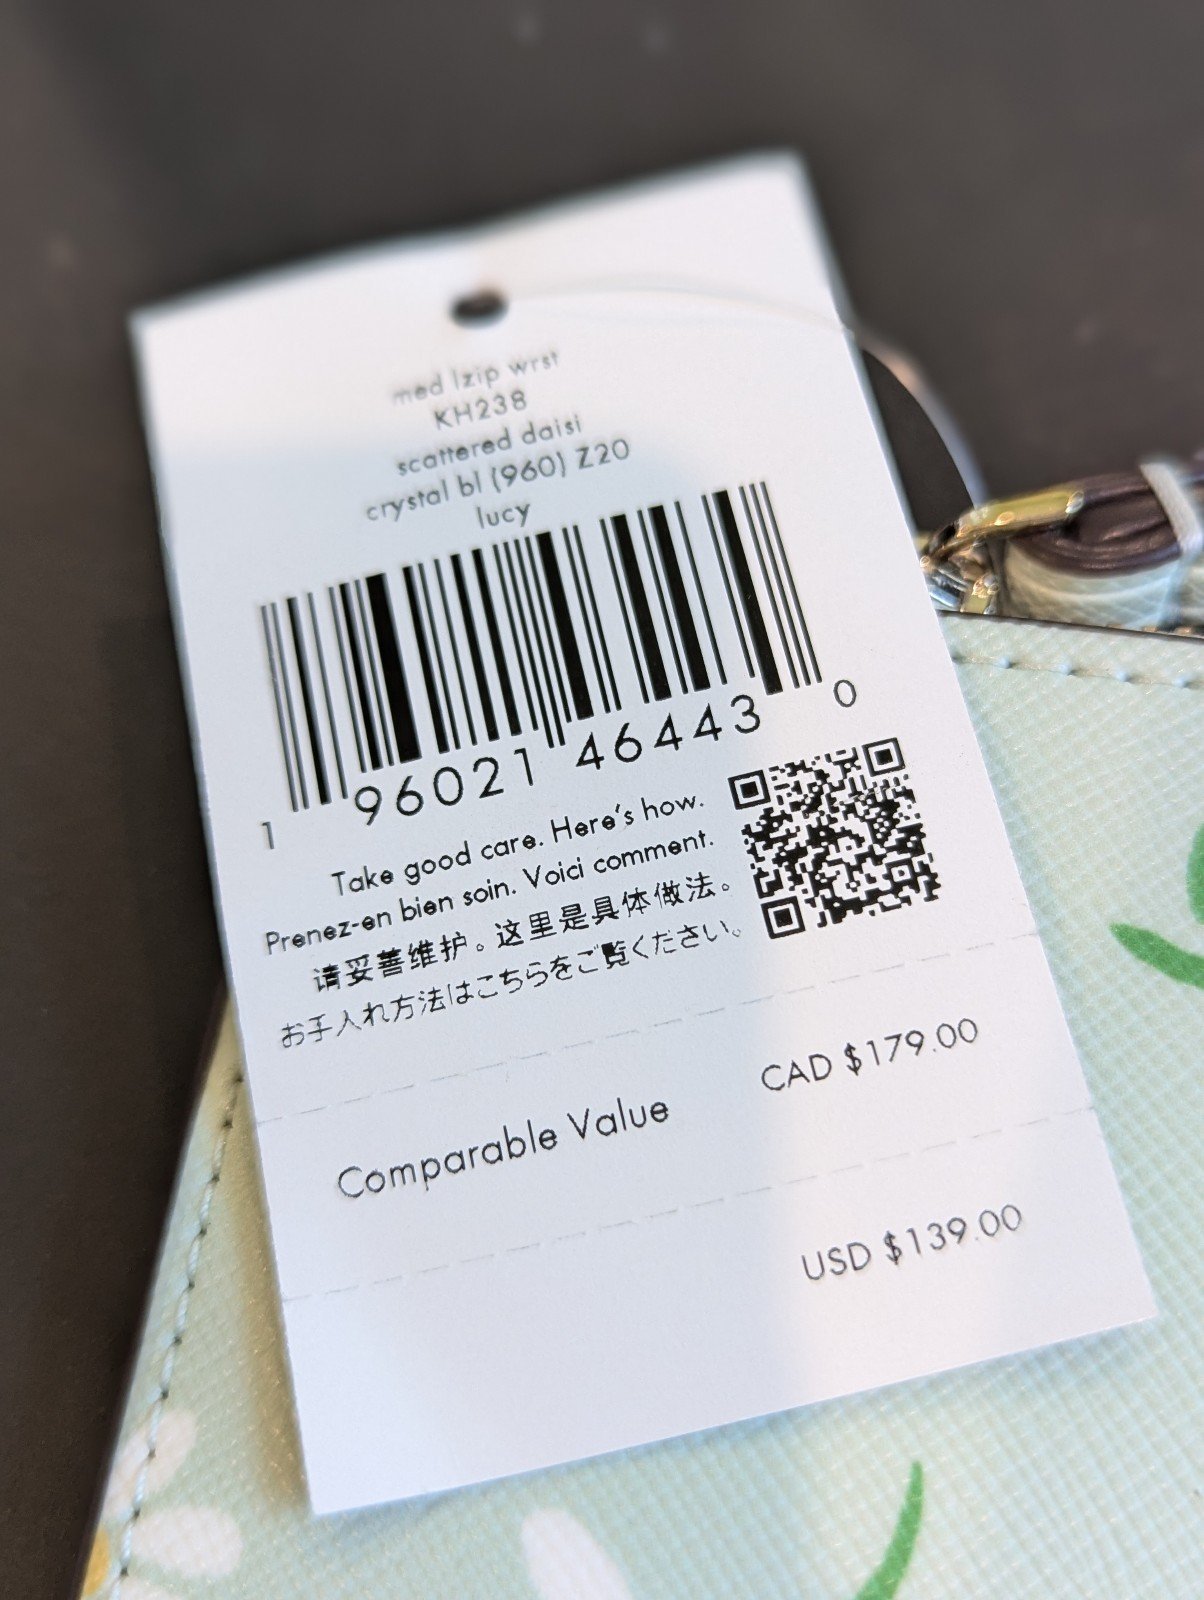 med lzip wrst
KH238
scattered daisi
crystal bl (960) Z20
lucy
1 96021 46443 0
Take good care. Here's how.
Prenez-en bien soin. Voici comment.
请妥善维护。这里是具体做法。
お手入れ方法はこちらをご覧ください。
CAD $179.00
Comparable Value
USD $139.00